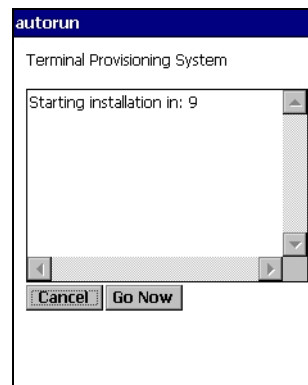 autorun
Terminal Provisioning System
Starting installation in: 9
Cancel Go Now